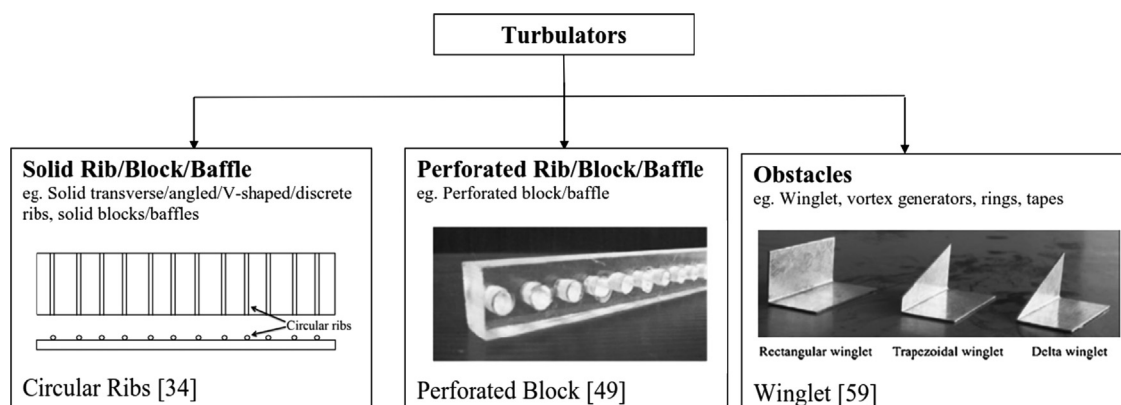 Turbulators
Solid Rib/Block/Baffle
eg. Solid transverse/angled/V-shaped/discrete
ribs, solid blocks/baffles
Circular ribs
Circular Ribs [34]
Perforated Rib/Block/Baffle
eg. Perforated block/baffle
Perforated Block [49]
Obstacles
eg. Winglet, vortex generators, rings, tapes
Rectangular winglet Trapezoidal winglet Delta winglet
Winglet [59]